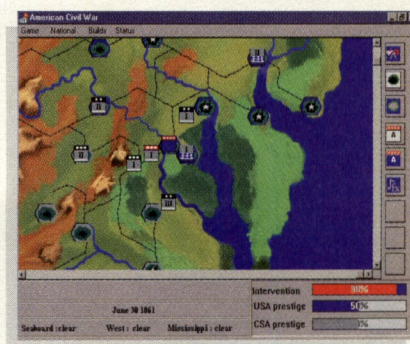 American Civil War
Game National Builds Status
Intervention
USA prestige 50%
CSA prestige
June 30 1861
Seaboard :clear West : clear Mississippi : clear